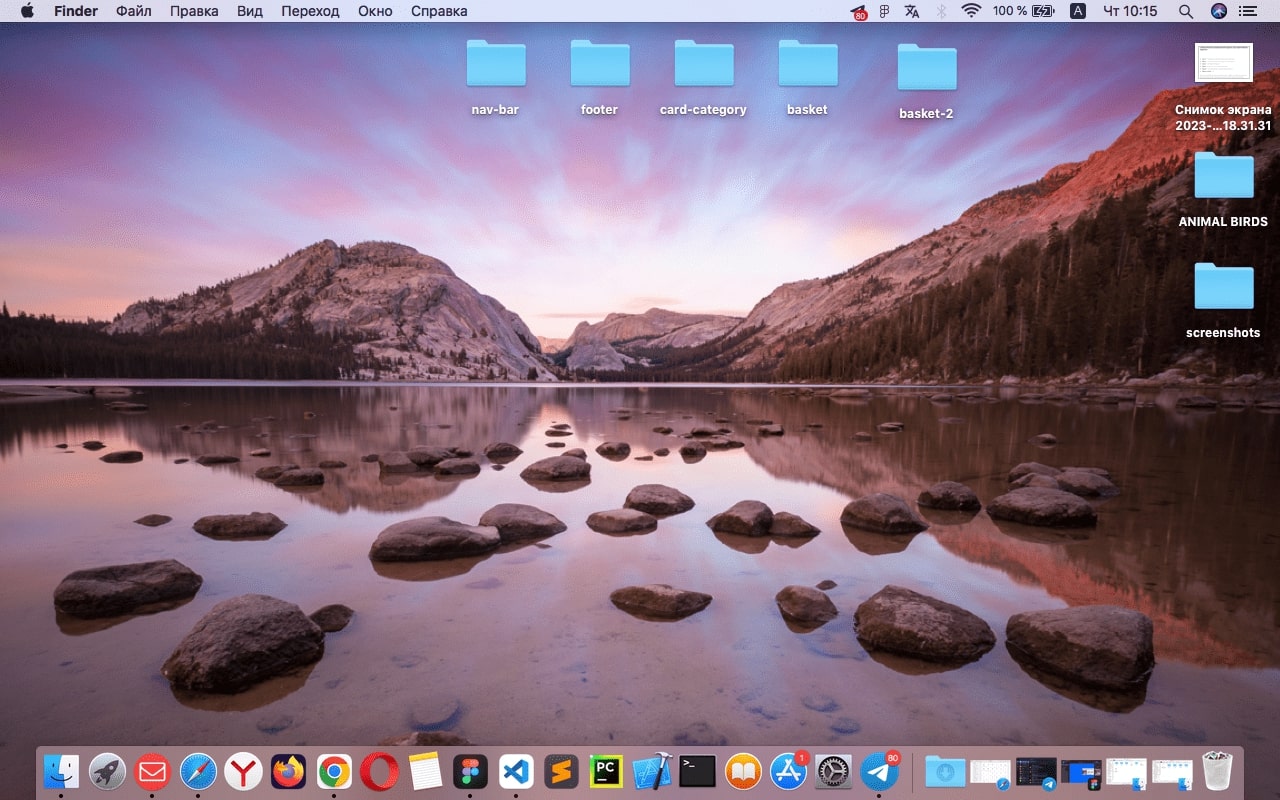 Finder Файл Правка Вид Переход Окно Справка
80 100 % A Чт 10:15
nav-bar
footer
card-category
basket
basket-2
Снимок экрана
2023-...18.31.31
ANIMAL BIRDS
screenshots
PC
>_
1
80